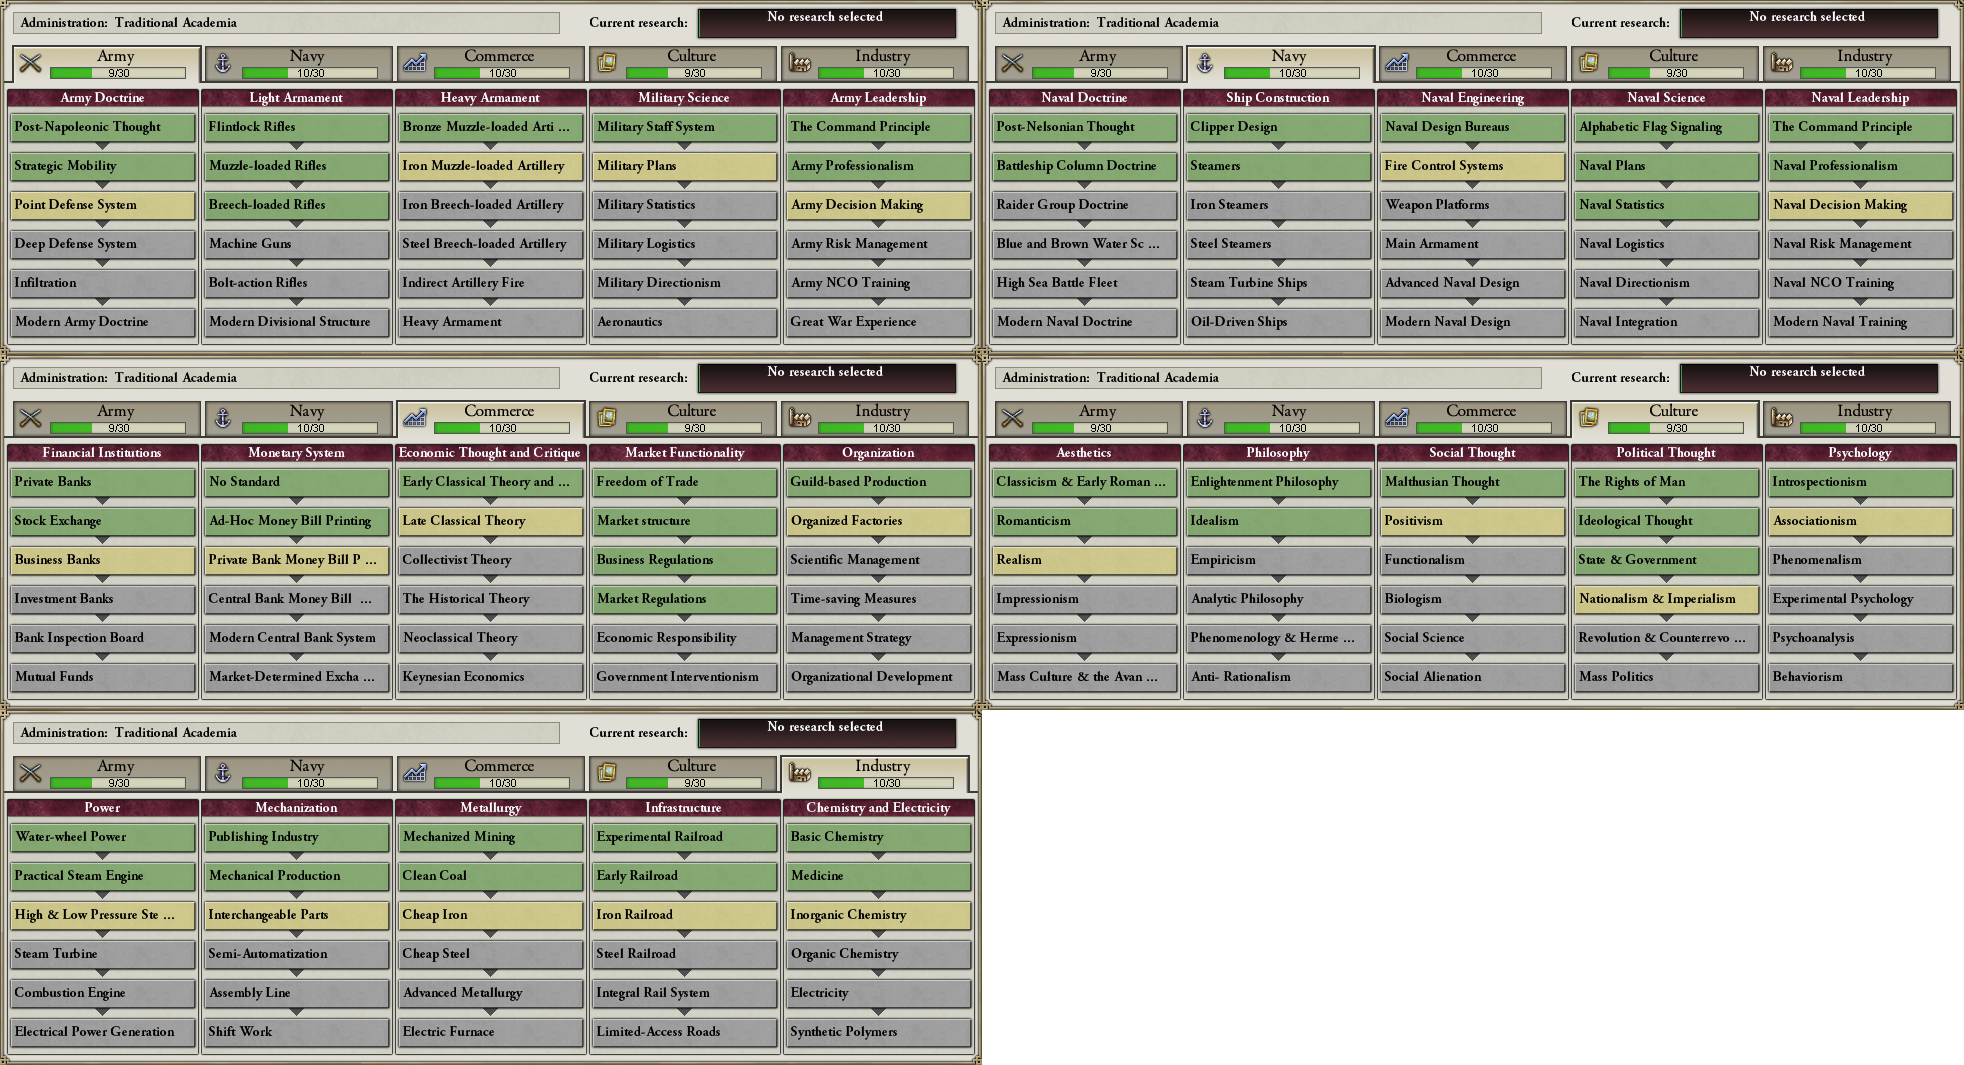 Administration: Traditional Academia
Current research:
No research selected
Army
9/30
Navy
10/30
Commerce
10/30
Culture
9/30
Industry
10/30
Army Doctrine
Post-Napoleonic Thought
Strategic Mobility
Point Defense System
Deep Defense System
Infiltration
Modern Army Doctrine
Light Armament
Flintlock Rifles
Muzzle-loaded Rifles
Breech-loaded Rifles
Machine Guns
Bolt-action Rifles
Modern Divisional Structure
Heavy Armament
Bronze Muzzle-loaded Arti ...
Iron Muzzle-loaded Artillery
Iron Breech-loaded Artillery
Steel Breech-loaded Artillery
Indirect Artillery Fire
Heavy Armament
Military Science
Military Staff System
Military Plans
Military Statistics
Military Logistics
Military Directionism
Aeronautics
Army Leadership
The Command Principle
Army Professionalism
Army Decision Making
Army Risk Management
Army NCO Training
Great War Experience
Administration: Traditional Academia
Current research:
No research selected
Army
9/30
Navy
10/30
Commerce
10/30
Culture
9/30
Industry
10/30
Naval Doctrine
Post-Nelsonian Thought
Battleship Column Doctrine
Raider Group Doctrine
Blue and Brown Water Sc ...
High Sea Battle Fleet
Modern Naval Doctrine
Ship Construction
Clipper Design
Steamers
Iron Steamers
Steel Steamers
Steam Turbine Ships
Oil-Driven Ships
Naval Engineering
Naval Design Bureaus
Fire Control Systems
Weapon Platforms
Main Armament
Advanced Naval Design
Modern Naval Design
Naval Science
Alphabetic Flag Signaling
Naval Plans
Naval Statistics
Naval Logistics
Naval Directionism
Naval Integration
Naval Leadership
The Command Principle
Naval Professionalism
Naval Decision Making
Naval Risk Management
Naval NCO Training
Modern Naval Training
Administration: Traditional Academia
Current research:
No research selected
Army
9/30
Navy
10/30
Commerce
10/30
Culture
9/30
Industry
10/30
Financial Institutions
Private Banks
Stock Exchange
Business Banks
Investment Banks
Bank Inspection Board
Mutual Funds
Monetary System
No Standard
Ad-Hoc Money Bill Printing
Private Bank Money Bill P ...
Central Bank Money Bill ...
Modern Central Bank System
Market-Determined Excha ...
Economic Thought and Critique
Early Classical Theory and ...
Late Classical Theory
Collectivist Theory
The Historical Theory
Neoclassical Theory
Keynesian Economics
Market Functionality
Freedom of Trade
Market structure
Business Regulations
Market Regulations
Economic Responsibility
Government Interventionism
Organization
Guild-based Production
Organized Factories
Scientific Management
Time-saving Measures
Management Strategy
Organizational Development
Administration: Traditional Academia
Current research:
No research selected
Army
9/30
Navy
10/30
Commerce
10/30
Culture
9/30
Industry
10/30
Aesthetics
Classicism & Early Roman ...
Romanticism
Realism
Impressionism
Expressionism
Mass Culture & the Avan ...
Philosophy
Enlightenment Philosophy
Idealism
Empiricism
Analytic Philosophy
Phenomenology & Herme ...
Anti- Rationalism
Social Thought
Malthusian Thought
Positivism
Functionalism
Biologism
Social Science
Social Alienation
Political Thought
The Rights of Man
Ideological Thought
State & Government
Nationalism & Imperialism
Revolution & Counterrevo ...
Mass Politics
Psychology
Introspectionism
Associationism
Phenomenalism
Experimental Psychology
Psychoanalysis
Behaviorism
Administration: Traditional Academia
Current research:
No research selected
Army
9/30
Navy
10/30
Commerce
10/30
Culture
9/30
Industry
10/30
Power
Water-wheel Power
Practical Steam Engine
High & Low Pressure Ste ...
Steam Turbine
Combustion Engine
Electrical Power Generation
Mechanization
Publishing Industry
Mechanical Production
Interchangeable Parts
Semi-Automatization
Assembly Line
Shift Work
Metallurgy
Mechanized Mining
Clean Coal
Cheap Iron
Cheap Steel
Advanced Metallurgy
Electric Furnace
Infrastructure
Experimental Railroad
Early Railroad
Iron Railroad
Steel Railroad
Integral Rail System
Limited-Access Roads
Chemistry and Electricity
Basic Chemistry
Medicine
Inorganic Chemistry
Organic Chemistry
Electricity
Synthetic Polymers